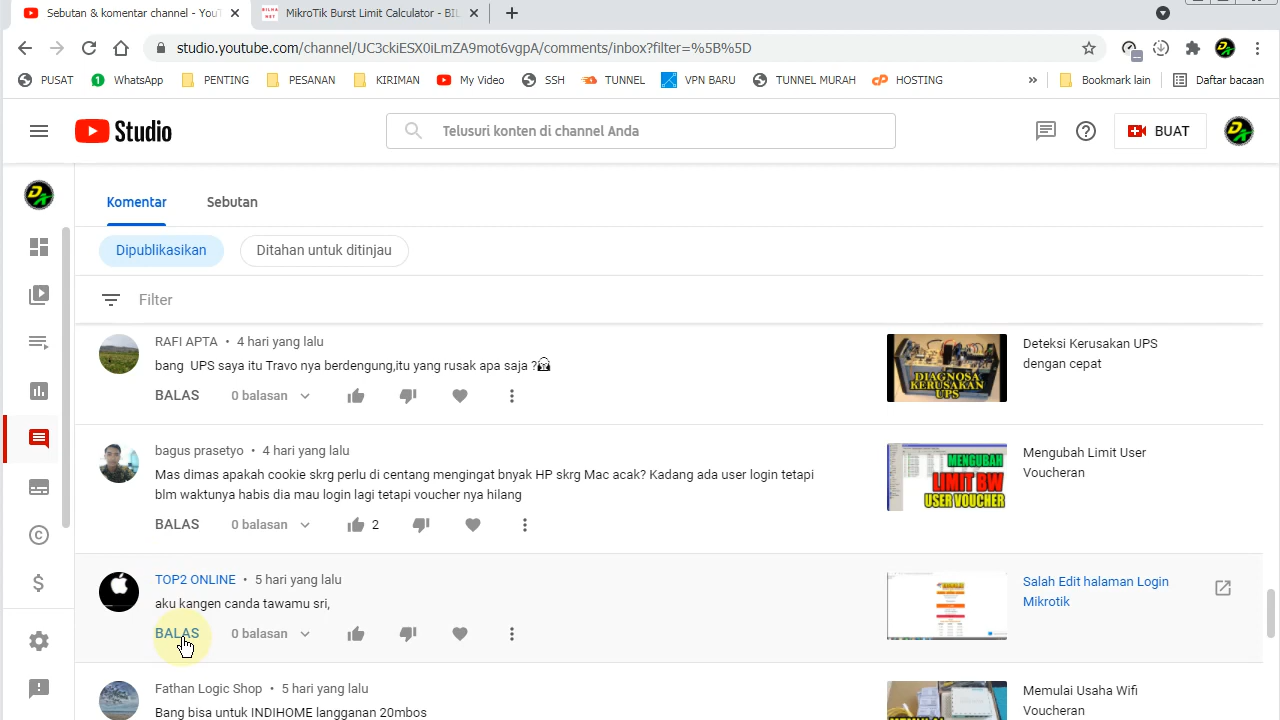 Sebutan & komentar channel - YouT
MikroTik Burst Limit Calculator - BIL
studio.youtube.com/channel/UC3ckiESX0iLmZA9mot6vgpA/comments/inbox?filter=%5B%5D
PUSAT
WhatsApp
PENTING
PESANAN
KIRIMAN
My Video
SSH
TUNNEL
VPN BARU
TUNNEL MURAH
HOSTING
»
Bookmark lain
Daftar bacaan
Studio
Telusuri konten di channel Anda
BUAT
Komentar
Sebutan
Dipublikasikan
Ditahan untuk ditinjau
Filter
RAFI APTA • 4 hari yang lalu
bang UPS saya itu Travo nya berdengung,itu yang rusak apa saja ?
BALAS 0 balasan
DIAGNOSA
KERUSAKAN
UPS
Deteksi Kerusakan UPS
dengan cepat
bagus prasetyo • 4 hari yang lalu
Mas dimas apakah jaman skrg perlu di centang mengingat bnyak HP skrg Mac acak? Kadang ada user login tetapi
blm waktunya habis dia mau login lagi tetapi voucher nya hilang
BALAS 0 balasan 2
MENGUBAH
LIMIT BW
USER VOUCHER
Mengubah Limit User
Voucheran
TOP2 ONLINE • 5 hari yang lalu
aku kangen canda tawamu sri,
BALAS 0 balasan
Salah Edit halaman Login
Mikrotik
Fathan Logic Shop • 5 hari yang lalu
Bang bisa untuk INDIHOME langganan 20mbos
Memulai Usaha Wifi
Voucheran